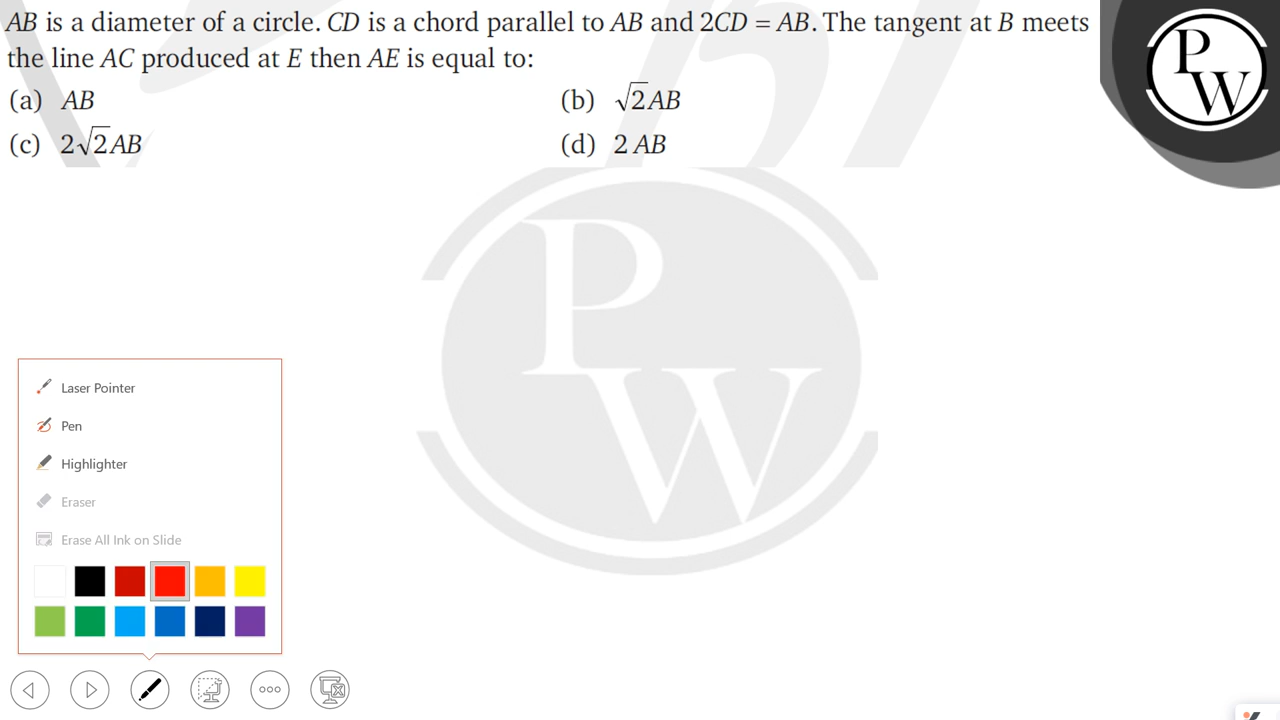 AB is a diameter of a circle. CD is a chord parallel to AB and 2CD = AB. The tangent at B meets
the line AC produced at E then AE is equal to:
(a) AB
(b) √2AB
(c) 2√2AB
(d) 2 AB
P
W
P
W
Laser Pointer
Pen
Highlighter
Eraser
Erase All Ink on Slide